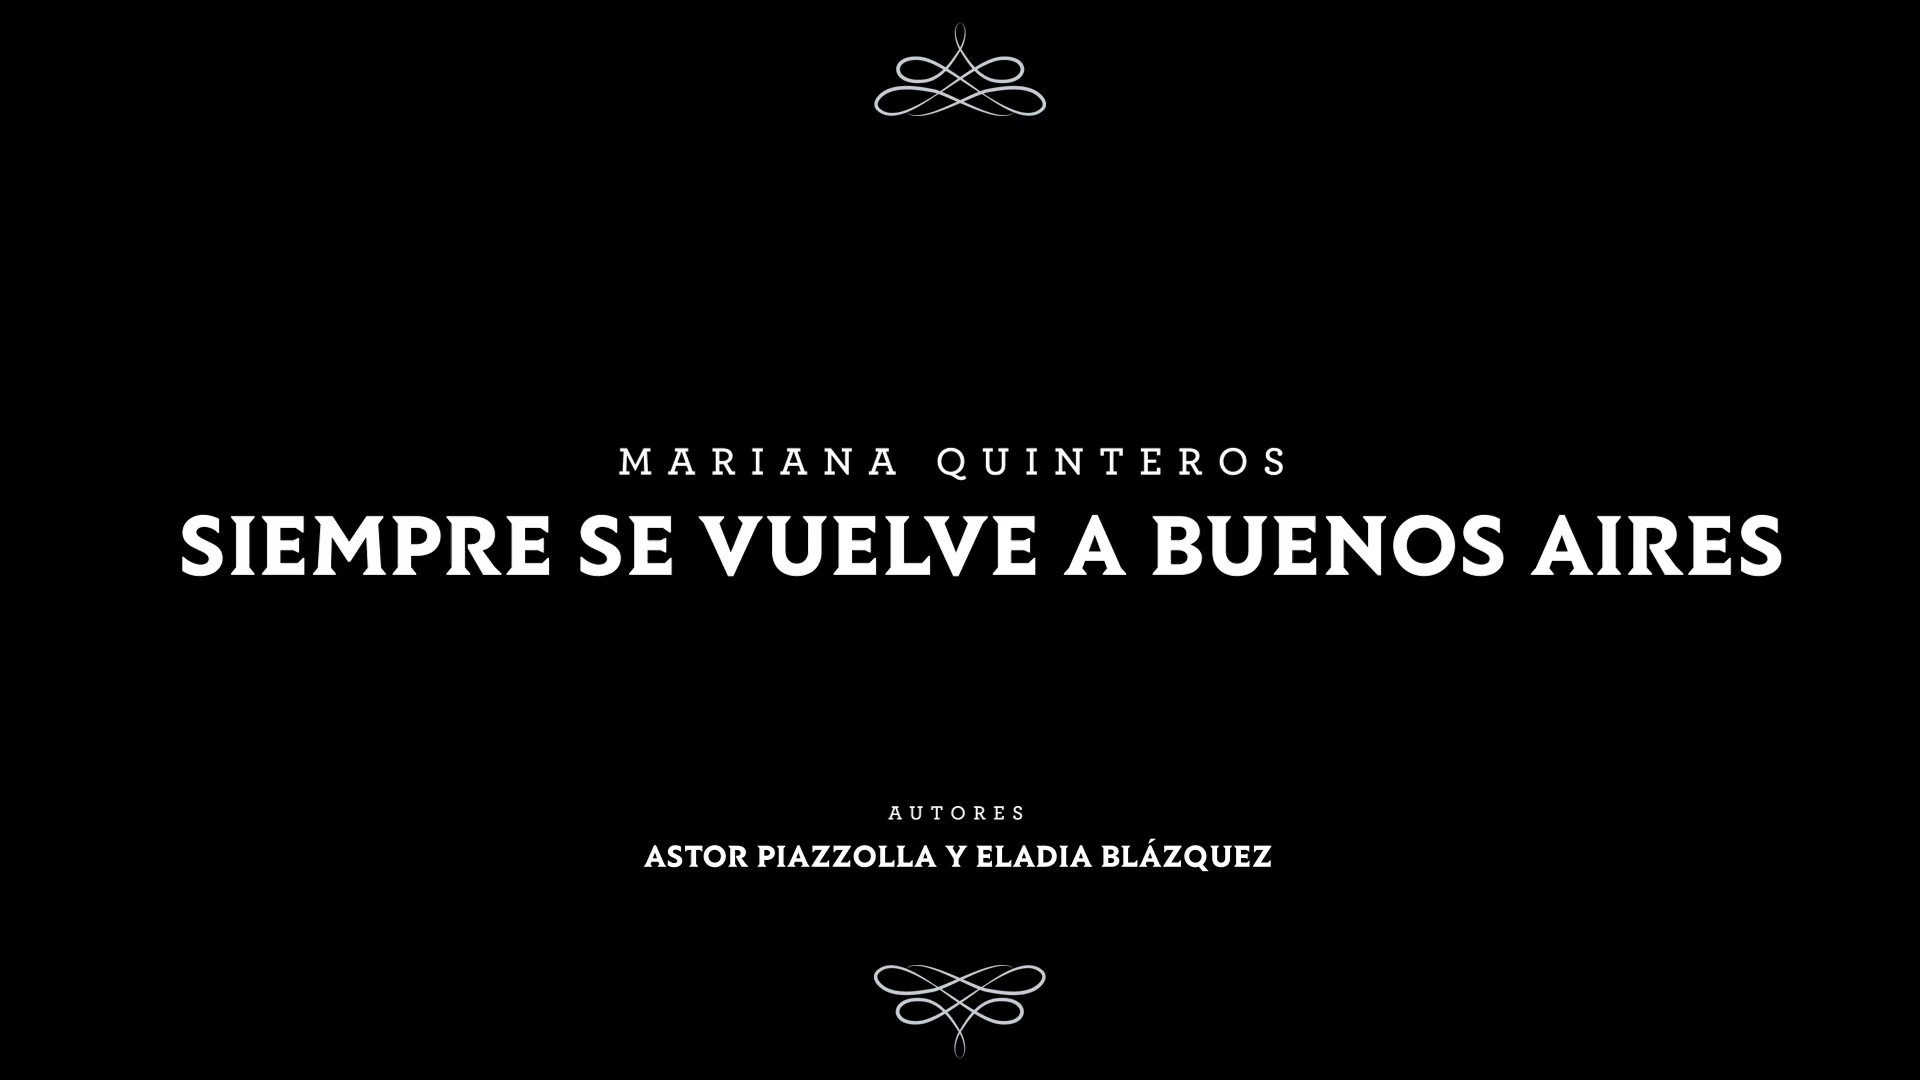 MARIANA QUINTEROS
SIEMPRE SE VUELVE A BUENOS AIRES
AUTORES
ASTOR PIAZZOLLA Y ELADIA BLÁZQUEZ